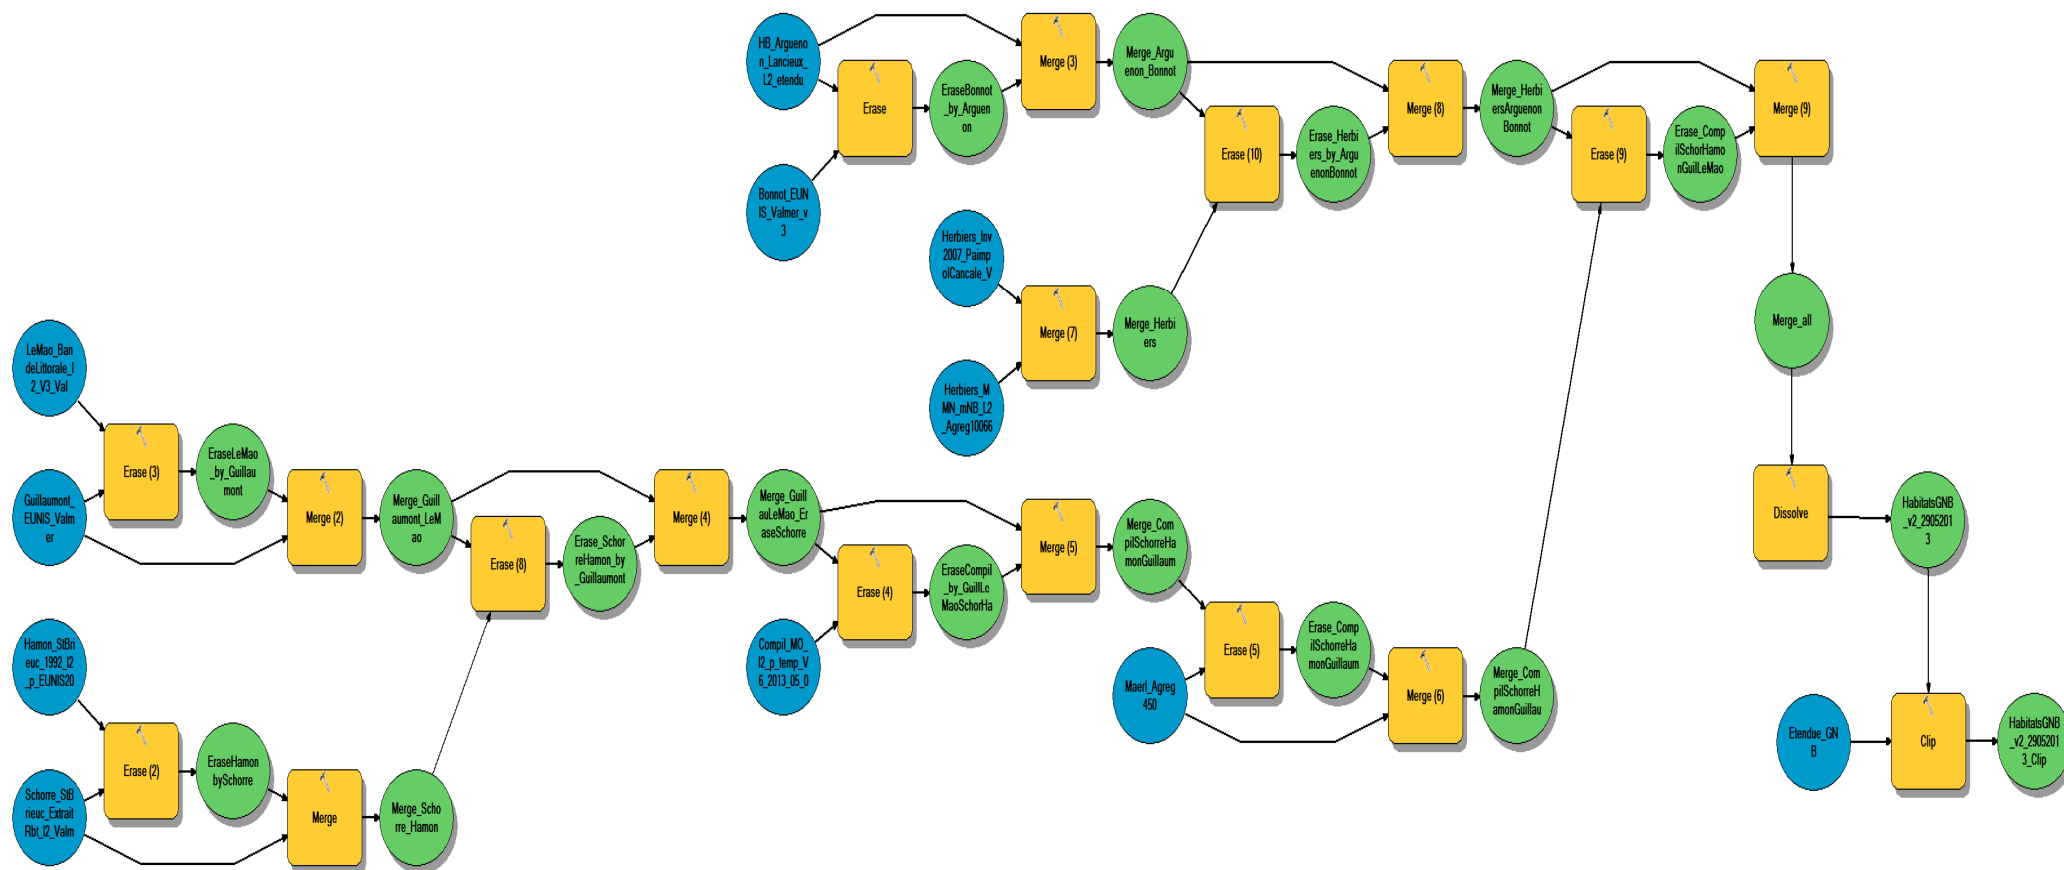 HB_Argueno
n_Lancieux_
L2_etendu
Erase
Bonnot_EUN
IS_Valmer_v
3
EraseBonnot
_by_Arguen
on
Merge (3)
Merge_Argu
enon_Bonnot
Erase (10)
Herbiers_Inv
2007_Paimp
olCancale_V
Herbiers_M
MN_mNB_L2
_Agreg10066
Merge (7)
Merge_Herbi
ers
Erase_Herbi
ers_by_Argu
enonBonnot
Merge (8)
Merge_Herbi
ersArguenon
Bonnot
Erase (9)
Erase_Comp
ilSchorHamo
nGuilLeMao
Merge (9)
Merge_all
Dissolve
HabitatsGNB
_v2_2905201
3
Etendue_GN
B
Clip
HabitatsGNB
_v2_2905201
3_Clip
LeMao_Ban
deLittorale_l
2_V3_Val
Erase (3)
Guillaumont_
EUNIS_Valm
er
EraseLeMao
_by_Guillau
mont
Merge (2)
Merge_Guill
aumont_LeM
ao
Erase (8)
Erase_Schor
reHamon_by
_Guillaumont
Merge (4)
Merge_Guill
auLeMao_Er
aseSchorre
Erase (4)
Compil_MO_
l2_p_temp_V
6_2013_05_0
EraseCompil
_by_GuillLe
MaoSchorHa
Merge (5)
Merge_Com
pilSchorreHa
monGuillaum
Erase (5)
Maerl_Agreg
450
Erase_Comp
ilSchorreHa
monGuillaum
Merge (6)
Merge_Com
pilSchorreH
amonGuillau
Hamon_StBri
euc_1992_l2
_p_EUNIS20
Erase (2)
Schorre_StB
rieuc_Extrait
Rbt_l2_Valm
EraseHamon
bySchorre
Merge
Merge_Scho
rre_Hamon